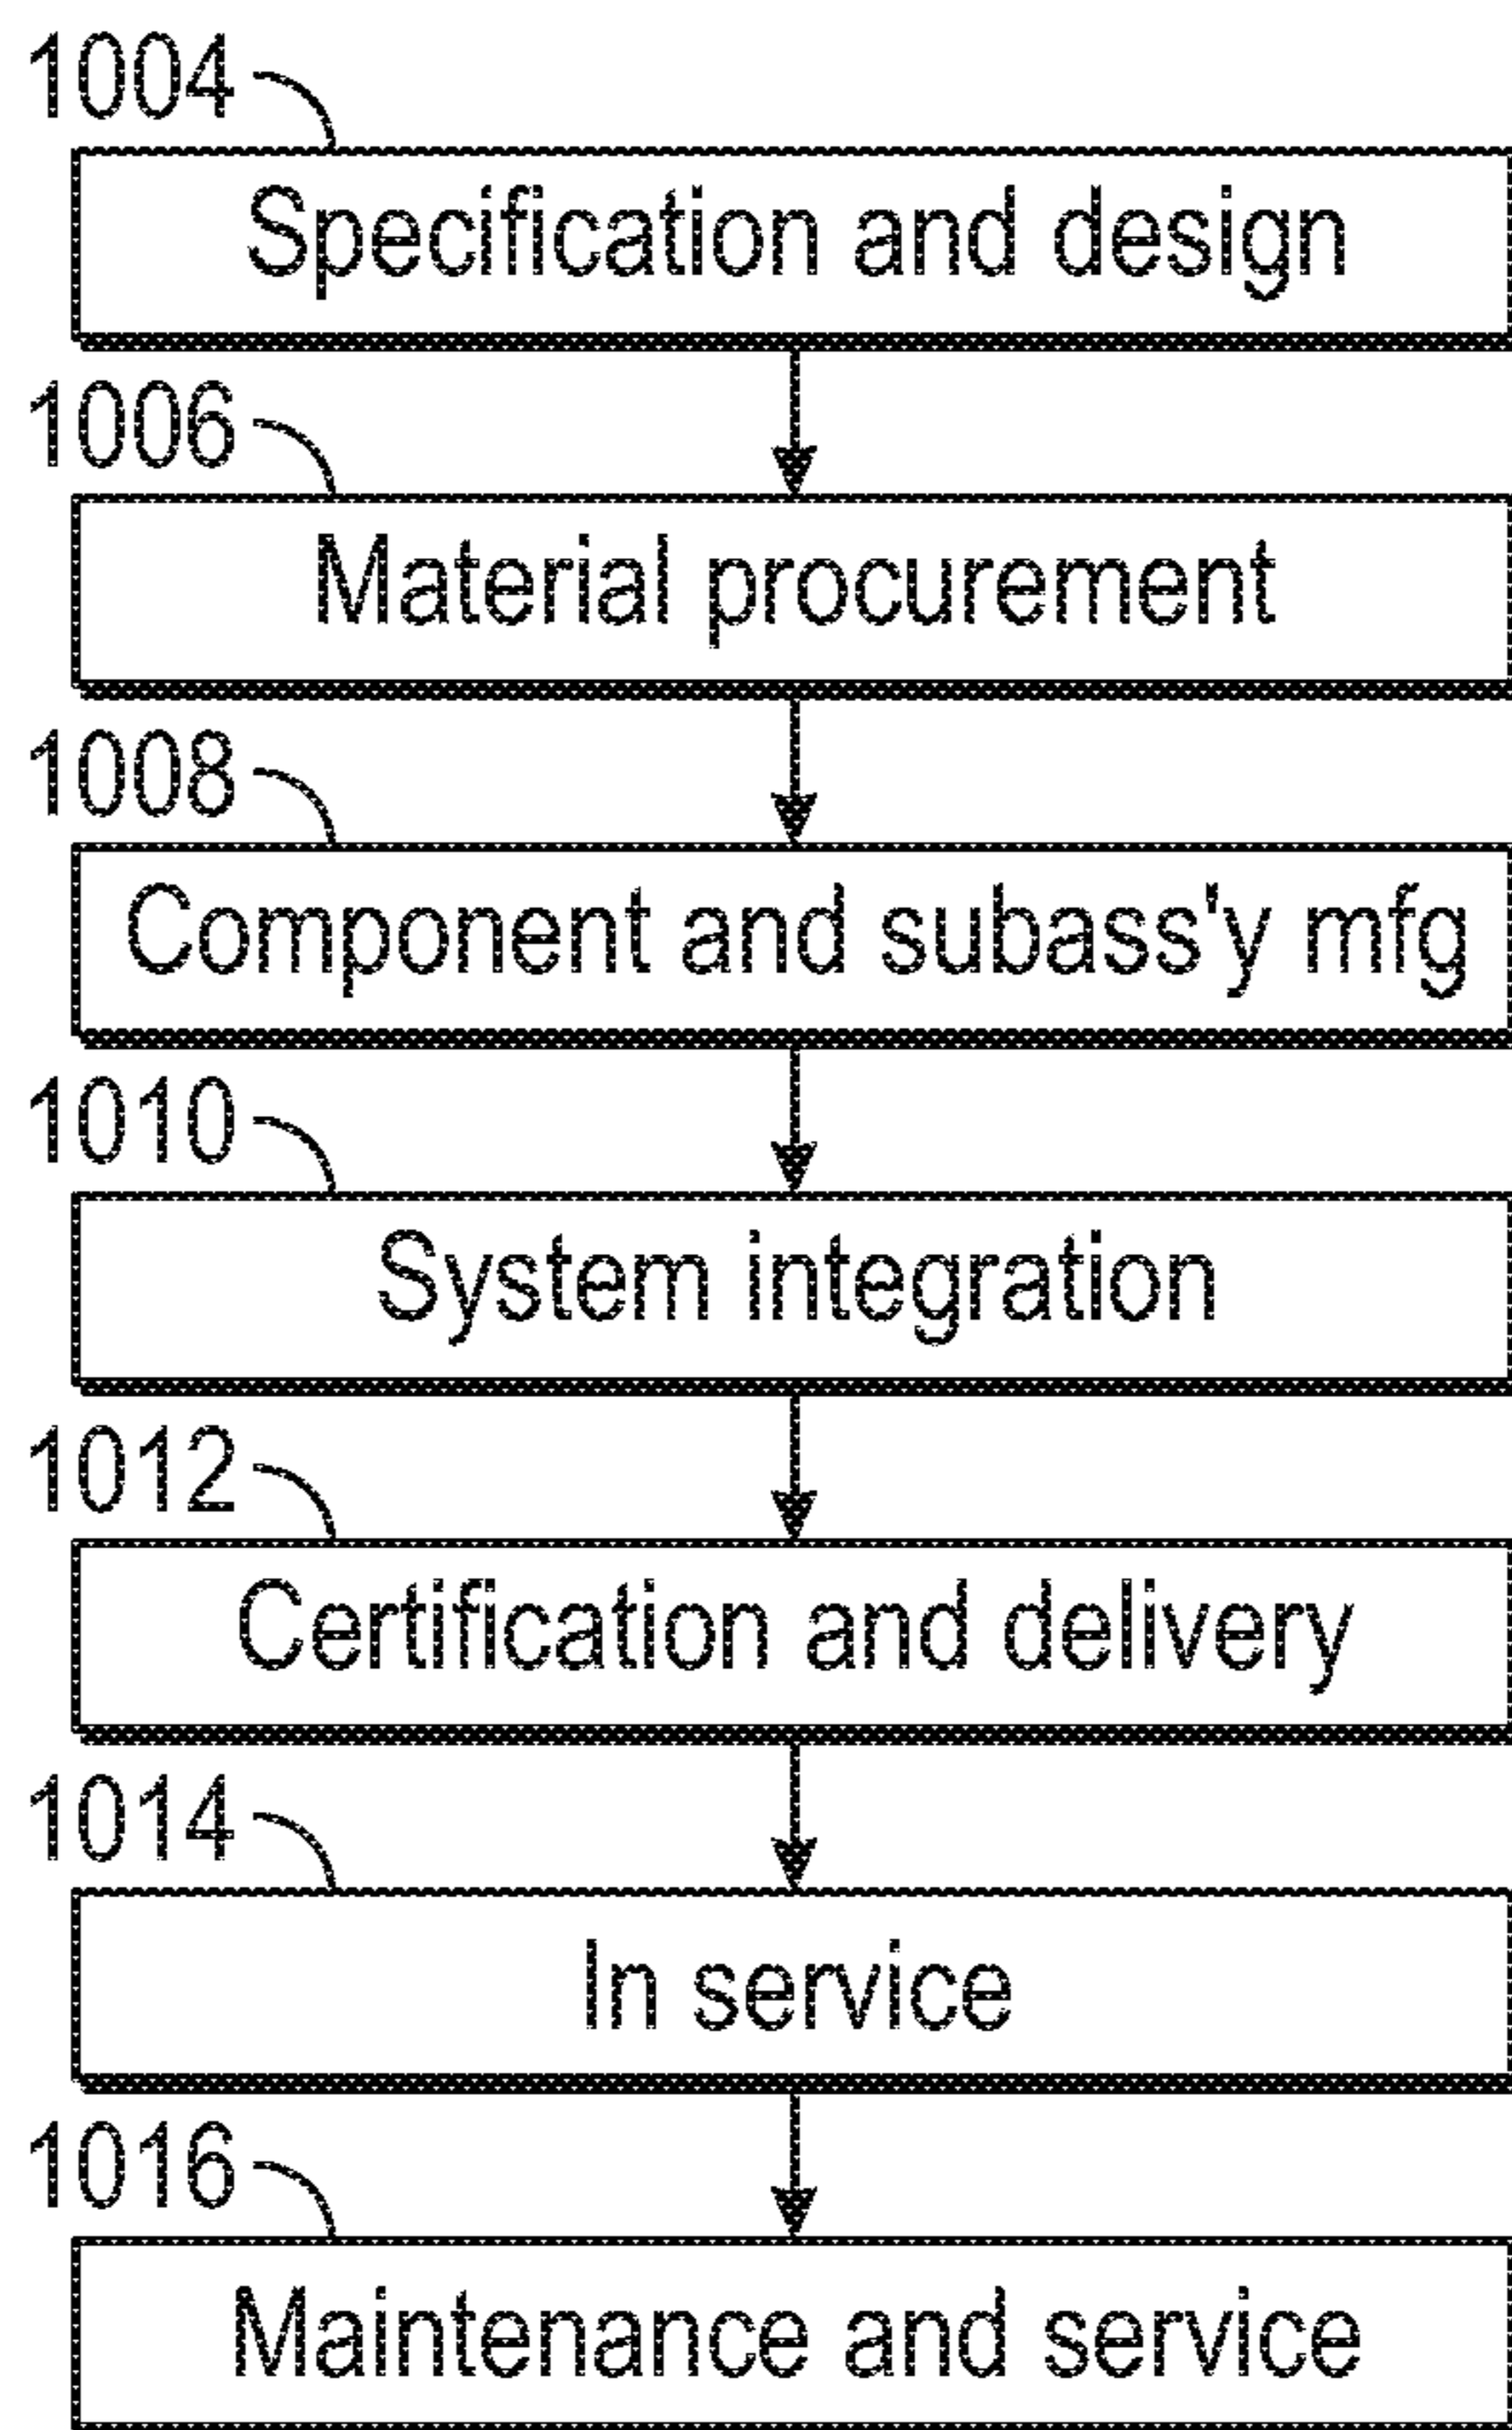 1004
Specification and design
1006
Material procurement
1008
Component and subass'y mfg
1010
System integration
1012
Certification and delivery
1014
In service
1016
Maintenance and service